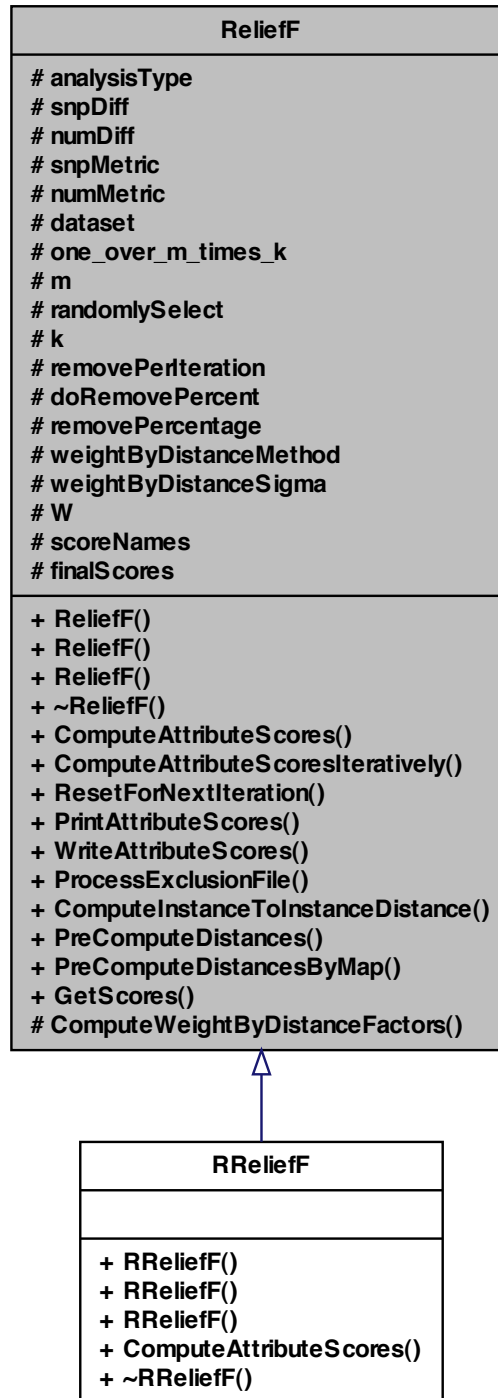 ReliefF
# analysisType
# snpDiff
# numDiff
# snpMetric
# numMetric
# dataset
# one_over_m_times_k
# m
# randomlySelect
# k
# removePerIteration
# doRemovePercent
# removePercentage
# weightByDistanceMethod
# weightByDistanceSigma
# W
# scoreNames
# finalScores
+ ReliefF()
+ ReliefF()
+ ReliefF()
+ ~ReliefF()
+ ComputeAttributeScores()
+ ComputeAttributeScoresIteratively()
+ ResetForNextIteration()
+ PrintAttributeScores()
+ WriteAttributeScores()
+ ProcessExclusionFile()
+ ComputeInstanceToInstanceDistance()
+ PreComputeDistances()
+ PreComputeDistancesByMap()
+ GetScores()
# ComputeWeightByDistanceFactors()
RReliefF
+ RReliefF()
+ RReliefF()
+ RReliefF()
+ ComputeAttributeScores()
+ ~RReliefF()